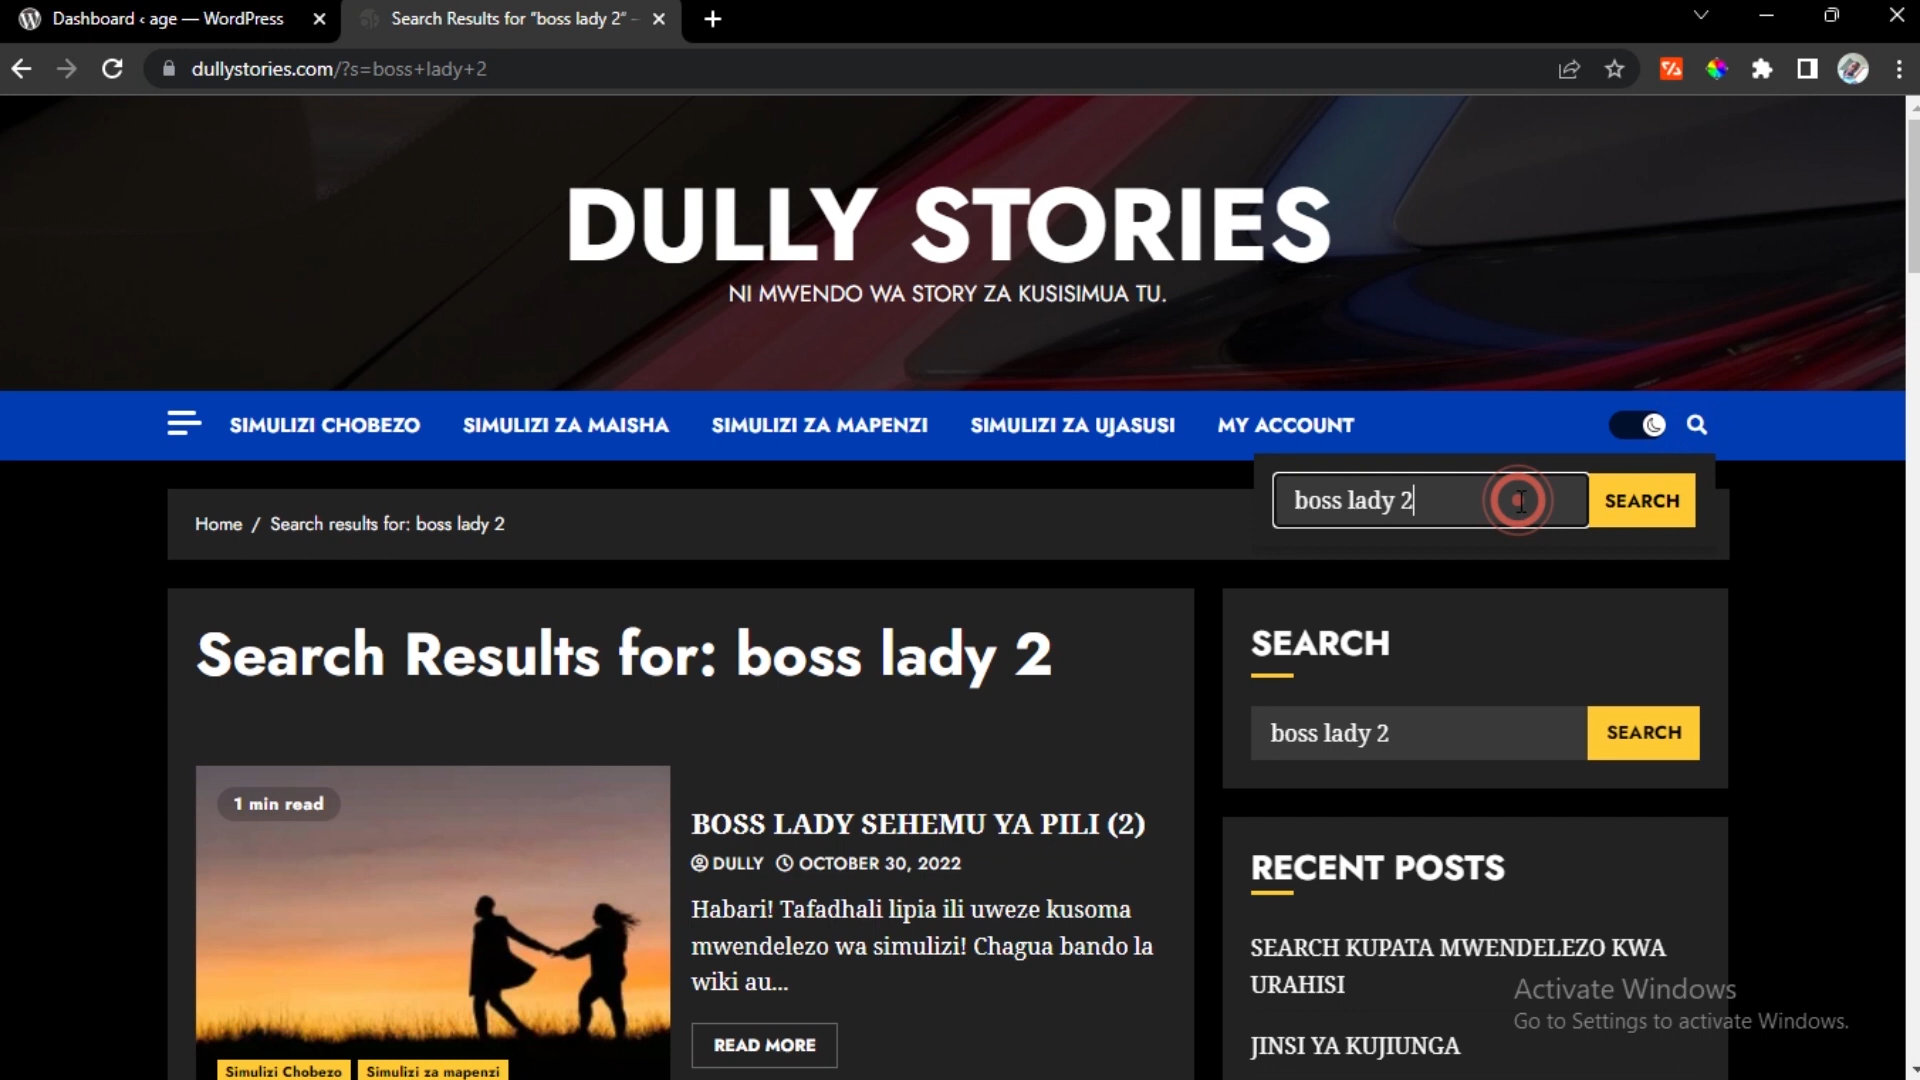 Dashboard ‹ age — WordPress
Search Results for "boss lady 2" -
dullystories.com/?s=boss+lady+2
DULLY STORIES
NI MWENDO WA STORY ZA KUSISIMUA TU.
SIMULIZI CHOBEZO
SIMULIZI ZA MAISHA
SIMULIZI ZA MAPENZI
SIMULIZI ZA UJASUSI
MY ACCOUNT
boss lady 2
SEARCH
Home / Search results for: boss lady 2
Search Results for: boss lady 2
1 min read
BOSS LADY SEHEMU YA PILI (2)
DULLY OCTOBER 30, 2022
Habari! Tafadhali lipia ili uweze kusoma
mwendelezo wa simulizi! Chagua bando la
wiki au...
READ MORE
Simulizi Chobezo
Simulizi za mapenzi
SEARCH
boss lady 2
SEARCH
RECENT POSTS
SEARCH KUPATA MWENDELEZO KWA
URAHISI
JINSI YA KUJIUNGA
Activate Windows
Go to Settings to activate Windows.